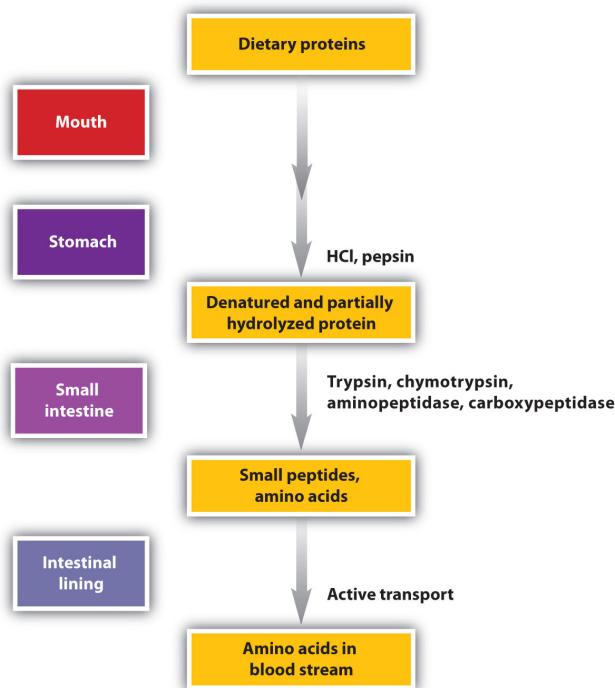 Dietary proteins
Mouth
Stomach
HCl, pepsin
Denatured and partially
hydrolyzed protein
Small
intestine
Trypsin, chymotrypsin,
aminopeptidase, carboxypeptidase
Small peptides,
amino acids
Intestinal
lining
Active transport
Amino acids in
blood stream